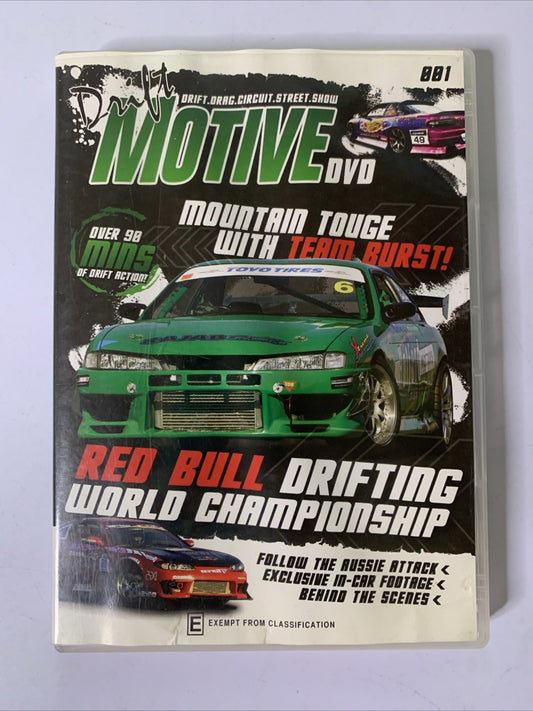 001
Drift
DRIFT.DRAG.CIRCUIT.STREET.SHOW
MOTIVE DVD
49
MOUNTAIN TOUGE
WITH TEAM BURST!
OVER 90
MINS
OF DRIFT ACTION!
TOYO TIRES
6
RED BULL DRIFTING
WORLD CHAMPIONSHIP
FOLLOW THE AUSSIE ATTACK <
EXCLUSIVE IN-CAR FOOTAGE <
BEHIND THE SCENES <
E EXEMPT FROM CLASSIFICATION